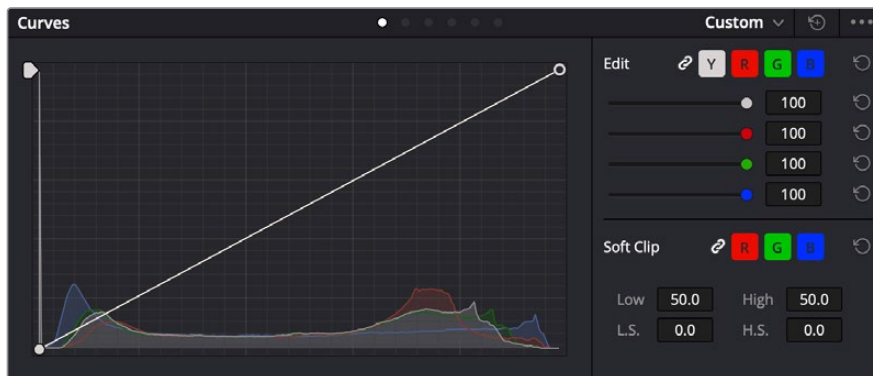 Curves Custom
Edit Y R G B
100
100
100
100
Soft Clip R G B
Low 50.0 High 50.0
L.S. 0.0 H.S. 0.0